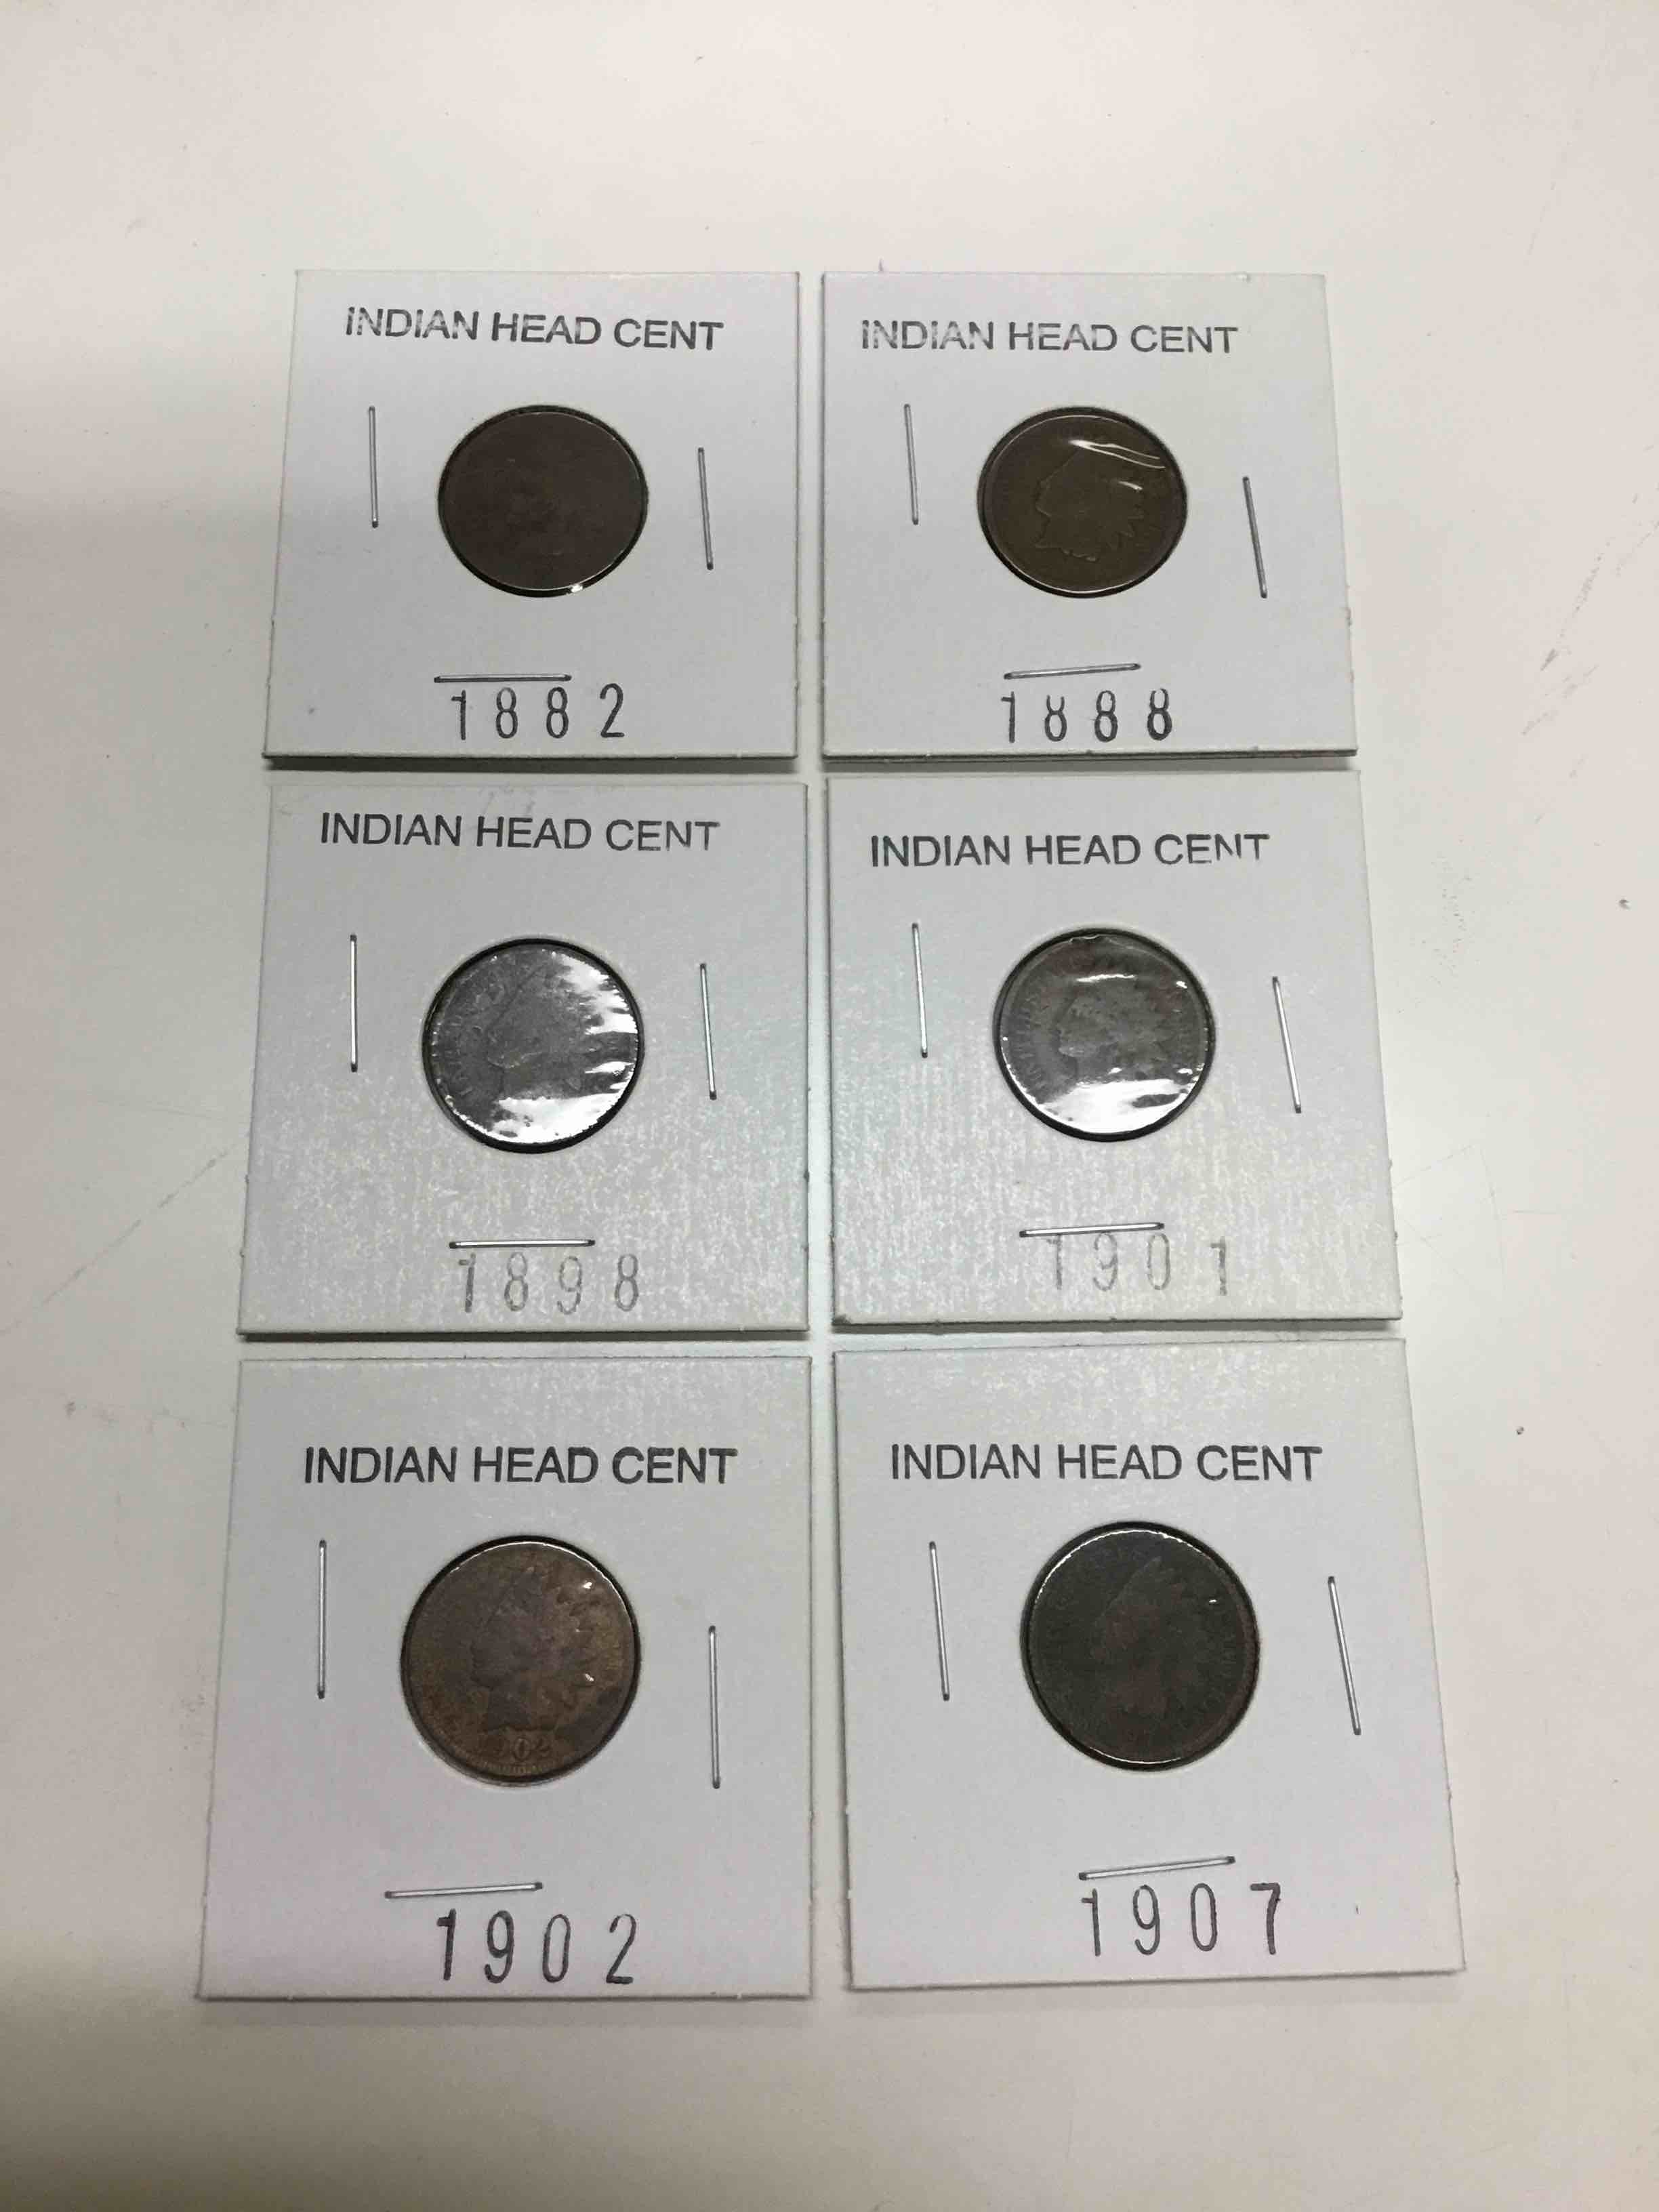 INDIAN HEAD CENT
1882
INDIAN HEAD CENT
1888
INDIAN HEAD CENT
1898
INDIAN HEAD CENT
1901
INDIAN HEAD CENT
1902
1902
INDIAN HEAD CENT
1907